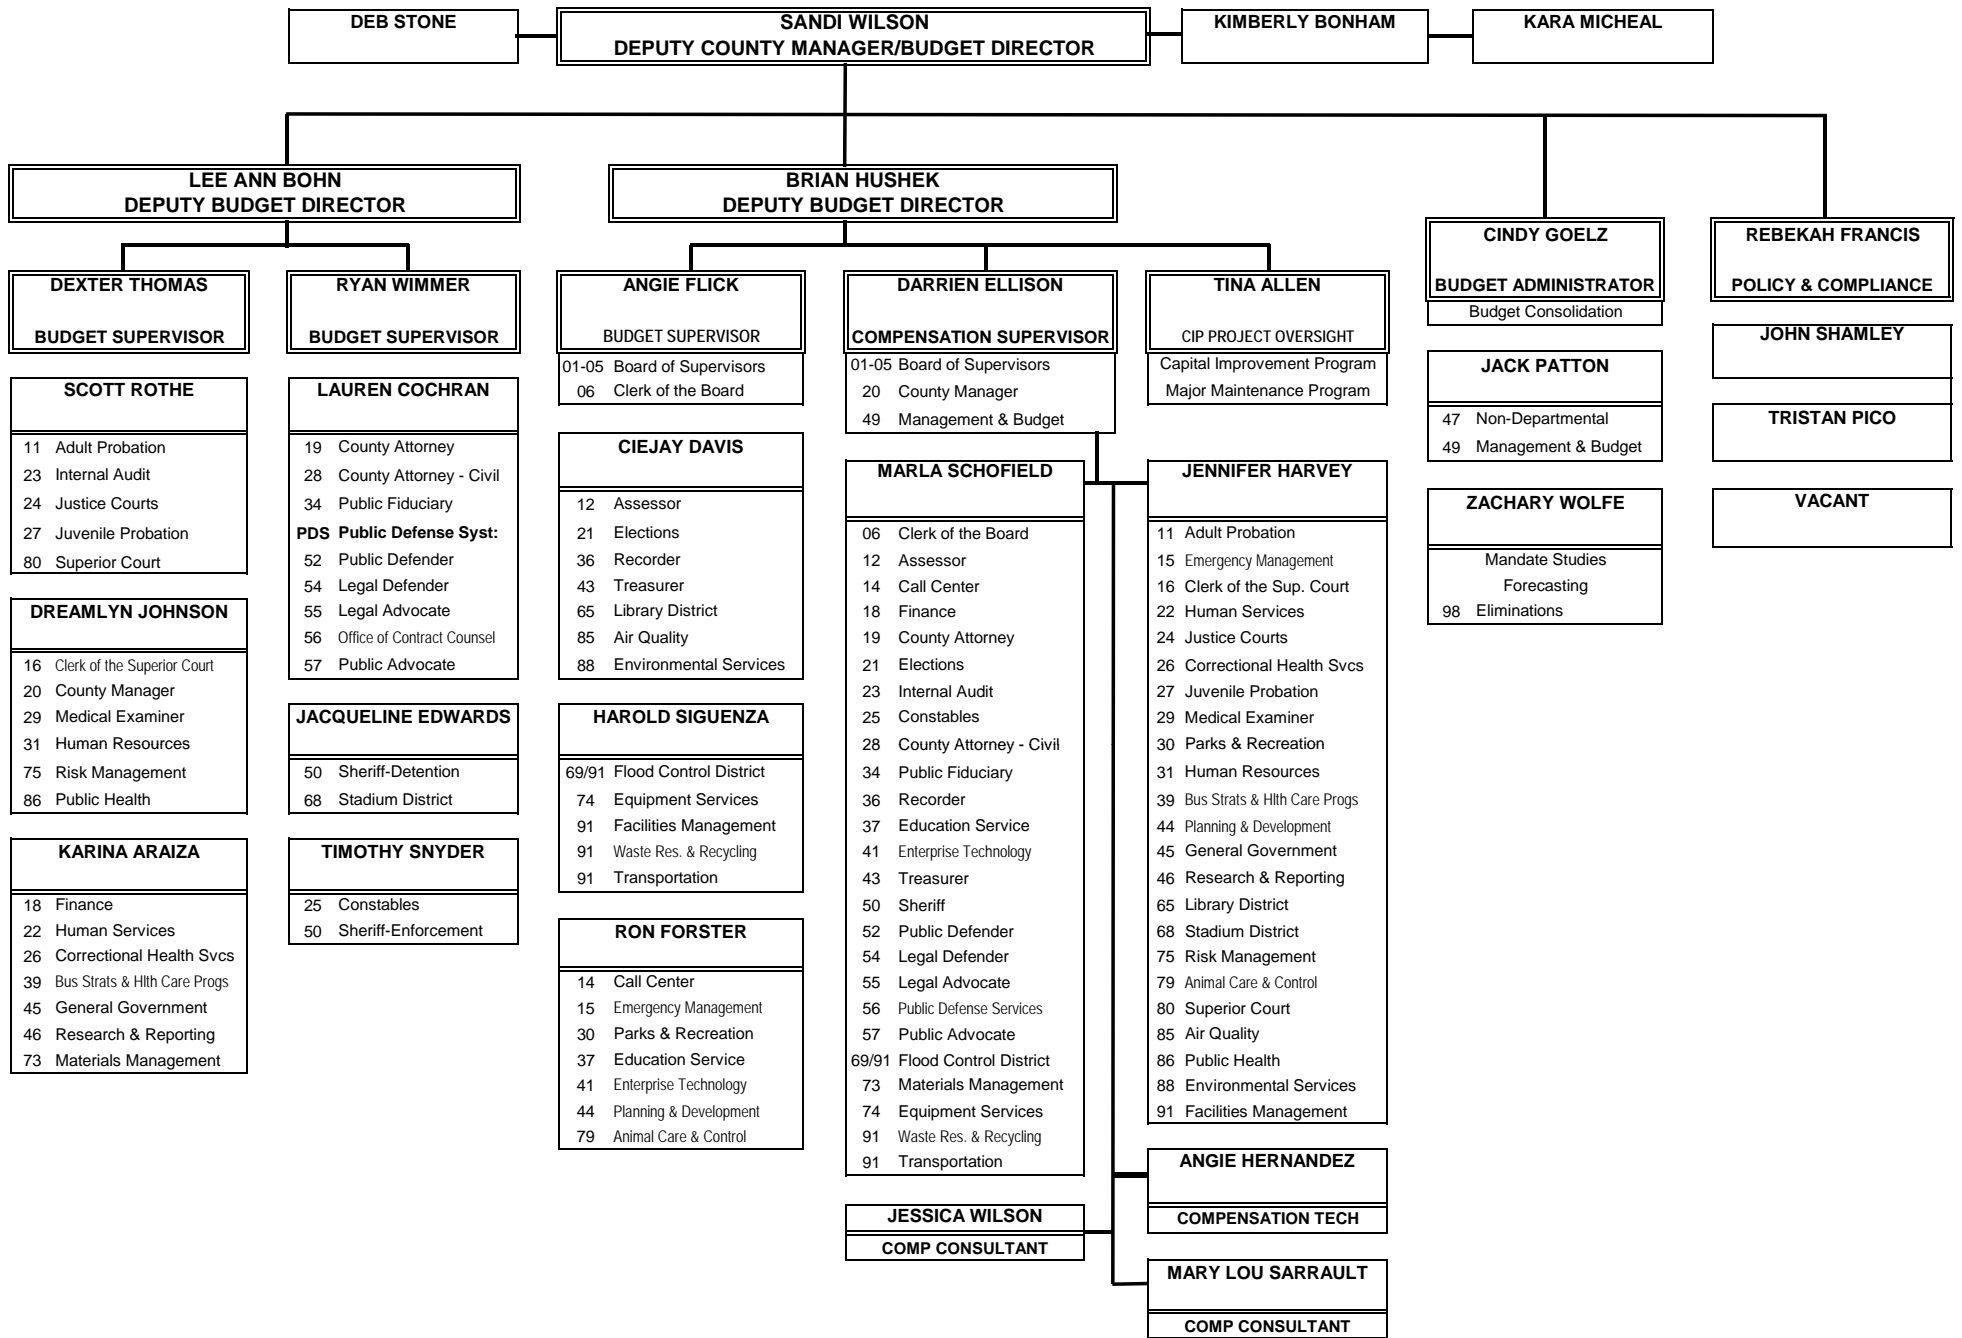 DEB STONE
SANDI WILSON
DEPUTY COUNTY MANAGER/BUDGET DIRECTOR
KIMBERLY BONHAM
KARA MICHEAL
LEE ANN BOHN
DEPUTY BUDGET DIRECTOR
BRIAN HUSHEK
DEPUTY BUDGET DIRECTOR
CINDY GOELZ
BUDGET ADMINISTRATOR
Budget Consolidation
REBEKAH FRANCIS
POLICY & COMPLIANCE
DEXTER THOMAS
BUDGET SUPERVISOR
SCOTT ROTHE
11 Adult Probation
23 Internal Audit
24 Justice Courts
27 Juvenile Probation
80 Superior Court
DREAMLYN JOHNSON
16 Clerk of the Superior Court
20 County Manager
29 Medical Examiner
31 Human Resources
75 Risk Management
86 Public Health
KARINA ARAIZA
18 Finance
22 Human Services
26 Correctional Health Svcs
39 Bus Strats & Hlth Care Progs
45 General Government
46 Research & Reporting
73 Materials Management
RYAN WIMMER
BUDGET SUPERVISOR
LAUREN COCHRAN
19 County Attorney
28 County Attorney - Civil
34 Public Fiduciary
PDS Public Defense Syst:
52 Public Defender
54 Legal Defender
55 Legal Advocate
56 Office of Contract Counsel
57 Public Advocate
JACQUELINE EDWARDS
50 Sheriff-Detention
68 Stadium District
TIMOTHY SNYDER
25 Constables
50 Sheriff-Enforcement
ANGIE FLICK
BUDGET SUPERVISOR
01-05 Board of Supervisors
06 Clerk of the Board
CIEJAY DAVIS
12 Assessor
21 Elections
36 Recorder
43 Treasurer
65 Library District
85 Air Quality
88 Environmental Services
HAROLD SIGUENZA
69/91 Flood Control District
74 Equipment Services
91 Facilities Management
91 Waste Res. & Recycling
91 Transportation
RON FORSTER
14 Call Center
15 Emergency Management
30 Parks & Recreation
37 Education Service
41 Enterprise Technology
44 Planning & Development
79 Animal Care & Control
DARRIEN ELLISON
COMPENSATION SUPERVISOR
01-05 Board of Supervisors
20 County Manager
49 Management & Budget
MARLA SCHOFIELD
06 Clerk of the Board
12 Assessor
14 Call Center
18 Finance
19 County Attorney
21 Elections
23 Internal Audit
25 Constables
28 County Attorney - Civil
34 Public Fiduciary
36 Recorder
37 Education Service
41 Enterprise Technology
43 Treasurer
50 Sheriff
52 Public Defender
54 Legal Defender
55 Legal Advocate
56 Public Defense Services
57 Public Advocate
69/91 Flood Control District
73 Materials Management
74 Equipment Services
91 Waste Res. & Recycling
91 Transportation
JESSICA WILSON
COMP CONSULTANT
TINA ALLEN
CIP PROJECT OVERSIGHT
Capital Improvement Program
Major Maintenance Program
JENNIFER HARVEY
11 Adult Probation
15 Emergency Management
16 Clerk of the Sup. Court
22 Human Services
24 Justice Courts
26 Correctional Health Svcs
27 Juvenile Probation
29 Medical Examiner
30 Parks & Recreation
31 Human Resources
39 Bus Strats & Hlth Care Progs
44 Planning & Development
45 General Government
46 Research & Reporting
65 Library District
68 Stadium District
75 Risk Management
79 Animal Care & Control
80 Superior Court
85 Air Quality
86 Public Health
88 Environmental Services
91 Facilities Management
ANGIE HERNANDEZ
COMPENSATION TECH
MARY LOU SARRAULT
COMP CONSULTANT
JACK PATTON
47 Non-Departmental
49 Management & Budget
ZACHARY WOLFE
Mandate Studies
Forecasting
98 Eliminations
JOHN SHAMLEY
TRISTAN PICO
VACANT